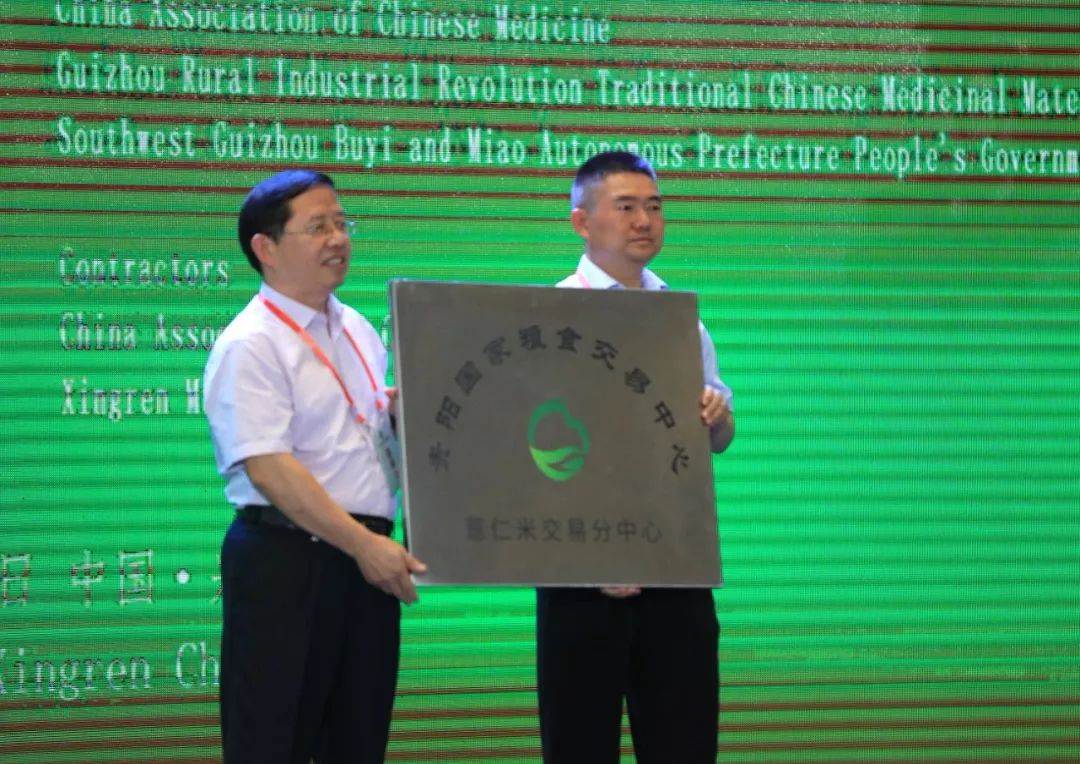 China Association of Chinese Medicine
Guizhou Rural Industrial Revolution Traditional Chinese Medicinal Mate
Southwest Guizhou Buyi and Miao Autonomous Prefecture People's Governm
Contractors
China Asso
Xingren M
贵阳国家粮食交易中心
薏仁米交易分中心
日 中国·
Xingren Ch